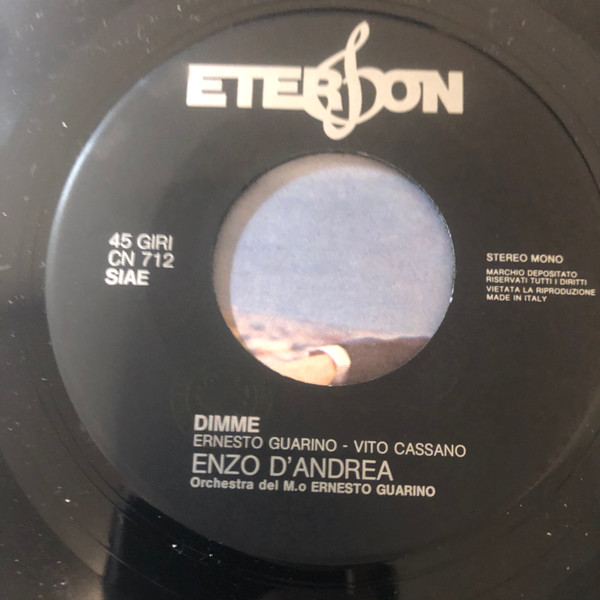 ETERSON
45 GIRI
CN 712
SIAE
STEREO MONO
MARCHIO DEPOSITATO
RISERVATI TUTTI I DIRITTI
VIETATA LA RIPRODUZIONE
MADE IN ITALY
DIMME
ERNESTO GUARINO - VITO CASSANO
ENZO D'ANDREA
Orchestra del M.o ERNESTO GUARINO